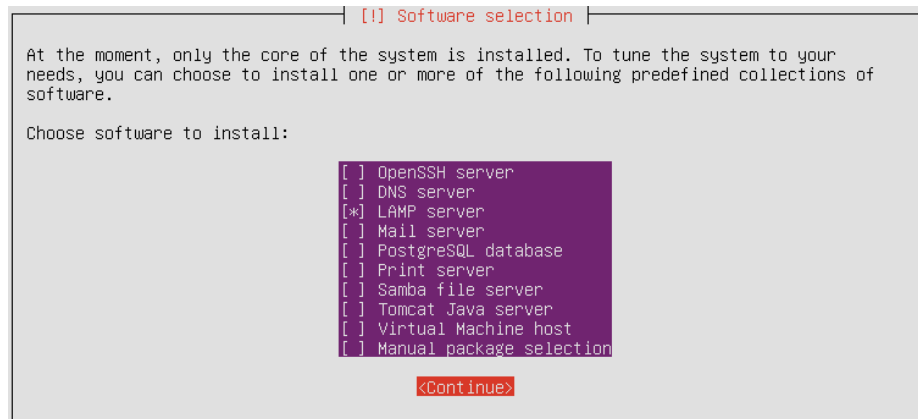 [!] Software selection
At the moment, only the core of the system is installed. To tune the system to your
needs, you can choose to install one or more of the following predefined collections of
software.
Choose software to install:
[ ] OpenSSH server
[ ] DNS server
[*] LAMP server
[ ] Mail server
[ ] PostgreSQL database
[ ] Print server
[ ] Samba file server
[ ] Tomcat Java server
[ ] Virtual Machine host
[ ] Manual package selection
<Continue>